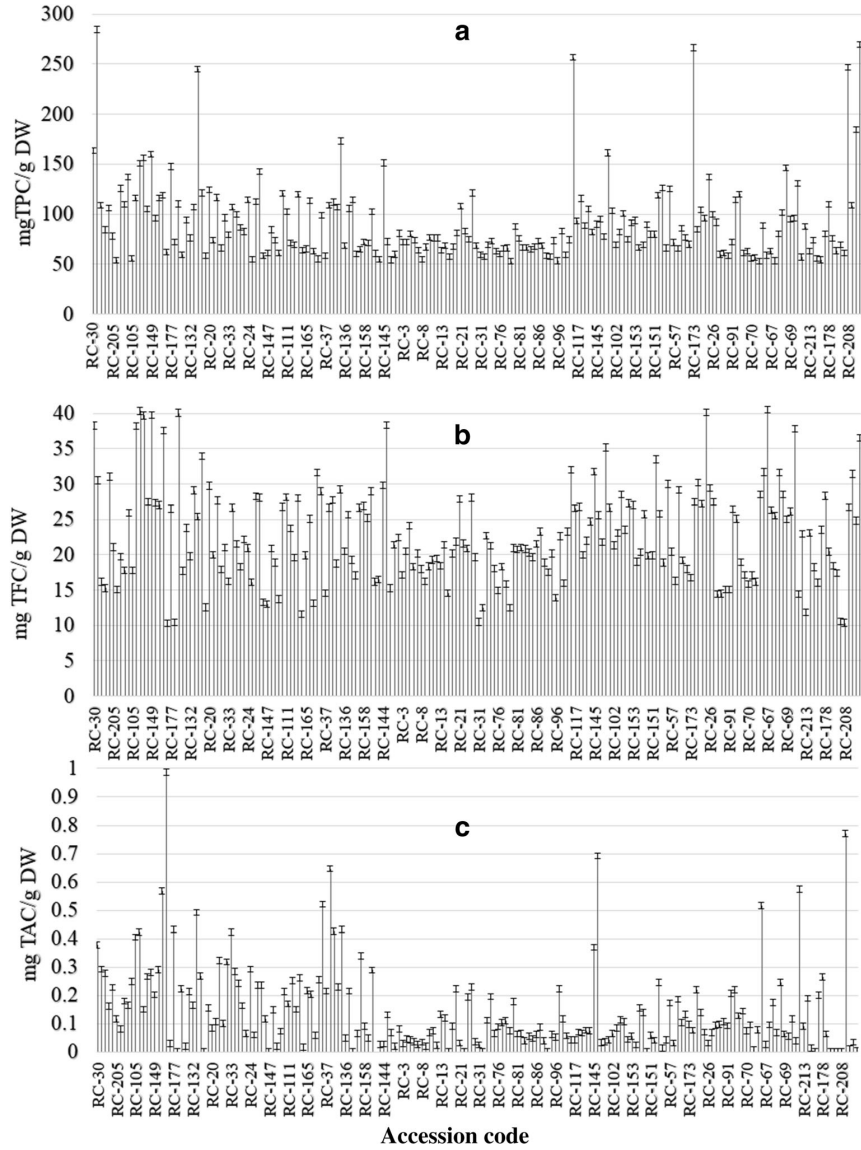 a
300
250
200
150
100
50
0
mgTPC/g DW
RC-30
RC-205
RC-105
RC-149
RC-177
RC-132
RC-20
RC-33
RC-24
RC-147
RC-111
RC-165
RC-37
RC-136
RC-158
RC-145
RC-3
RC-8
RC-13
RC-21
RC-31
RC-76
RC-81
RC-86
RC-96
RC-117
RC-145
RC-102
RC-153
RC-151
RC-57
RC-173
RC-26
RC-91
RC-70
RC-67
RC-69
RC-213
RC-178
RC-208
b
40
35
30
25
20
15
10
5
0
mg TFC/g DW
RC-30
RC-205
RC-105
RC-149
RC-177
RC-132
RC-20
RC-33
RC-24
RC-147
RC-111
RC-165
RC-37
RC-136
RC-158
RC-144
RC-3
RC-8
RC-13
RC-21
RC-31
RC-76
RC-81
RC-86
RC-96
RC-117
RC-145
RC-102
RC-153
RC-151
RC-57
RC-173
RC-26
RC-91
RC-70
RC-67
RC-69
RC-213
RC-178
RC-208
c
1
0.9
0.8
0.7
0.6
0.5
0.4
0.3
0.2
0.1
0
mg TAC/g DW
RC-30
RC-205
RC-105
RC-149
RC-177
RC-132
RC-20
RC-33
RC-24
RC-147
RC-111
RC-165
RC-37
RC-136
RC-158
RC-144
RC-3
RC-8
RC-13
RC-21
RC-31
RC-76
RC-81
RC-86
RC-96
RC-117
RC-145
RC-102
RC-153
RC-151
RC-57
RC-173
RC-26
RC-91
RC-70
RC-67
RC-69
RC-213
RC-178
RC-208
Accession code